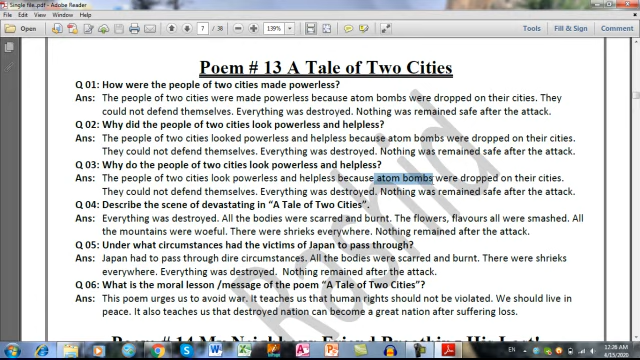 Single file.pdf - Adobe Reader
File Edit View Window Help
7 / 38
139%
Tools Fill & Sign Comment
Poem # 13 A Tale of Two Cities
Q 01: How were the people of two cities made powerless?
Ans: The people of two cities were made powerless because atom bombs were dropped on their cities. They
could not defend themselves. Everything was destroyed. Nothing was remained safe after the attack.
Q 02: Why did the people of two cities look powerless and helpless?
Ans: The people of two cities looked powerless and helpless because atom bombs were dropped on their cities.
They could not defend themselves. Everything was destroyed. Nothing was remained safe after the attack.
Q 03: Why do the people of two cities look powerless and helpless?
Ans: The people of two cities look powerless and helpless because atom bombs were dropped on their cities.
They could not defend themselves. Everything was destroyed. Nothing was remained safe after the attack.
Q 04: Describe the scene of devastating in “A Tale of Two Cities”.
Ans: Everything was destroyed. All the bodies were scarred and burnt. The flowers, flavours all were smashed. All
the mountains were woeful. There were shrieks everywhere. Nothing remained after the attack.
Q 05: Under what circumstances had the victims of Japan to pass through?
Ans: Japan had to pass through dire circumstances. All the bodies were scarred and burnt. There were shrieks
everywhere. Everything was destroyed. Nothing remained after the attack.
Q 06: What is the moral lesson /message of the poem “A Tale of Two Cities”?
Ans: This poem urges us to avoid war. It teaches us that human rights should not be violated. We should live in
peace. It also teaches us that destroyed nation can become a great nation after suffering loss.
Rashid
EN
12:26 AM
4/15/2020